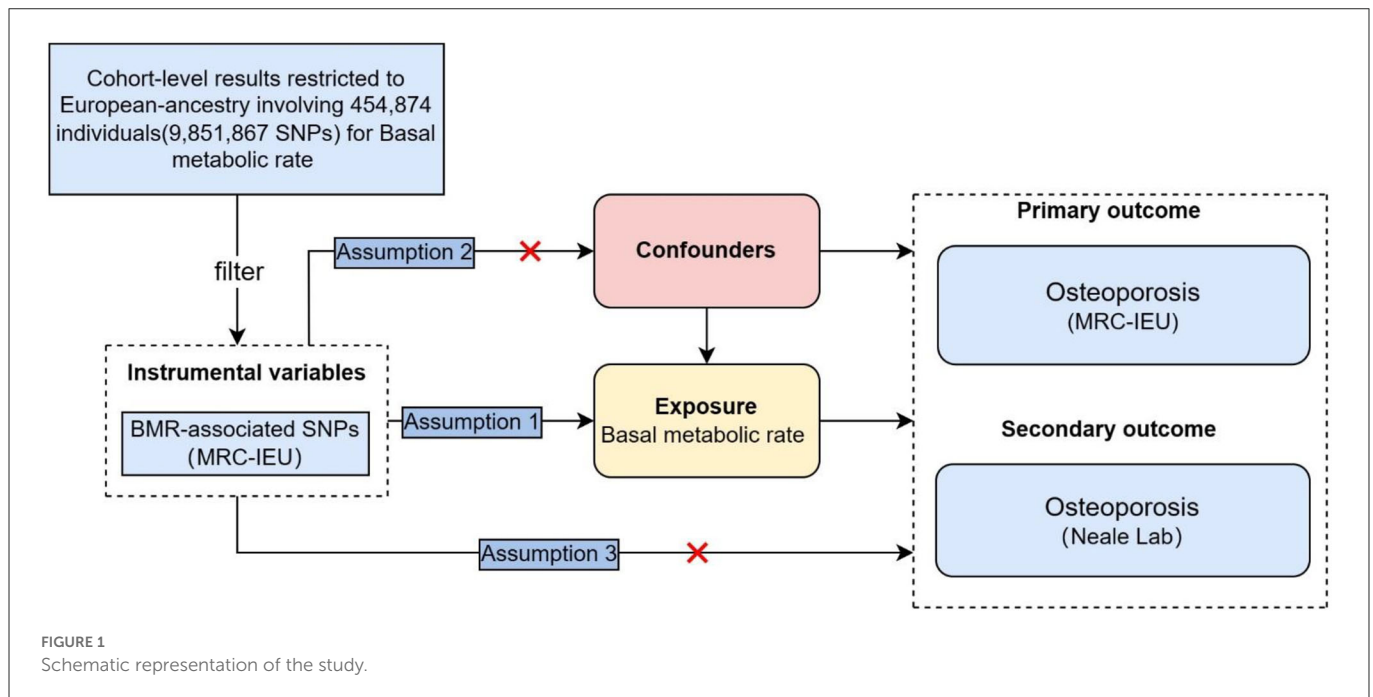 Cohort-level results restricted to
European-ancestry involving 454,874
individuals(9,851,867 SNPs) for Basal
metabolic rate
filter
Assumption 2
Confounders
Primary outcome
Osteoporosis
(MRC-IEU)
Instrumental variables
BMR-associated SNPs
(MRC-IEU)
Assumption 1
Exposure
Basal metabolic rate
Secondary outcome
Osteoporosis
(Neale Lab)
Assumption 3
FIGURE 1
Schematic representation of the study.